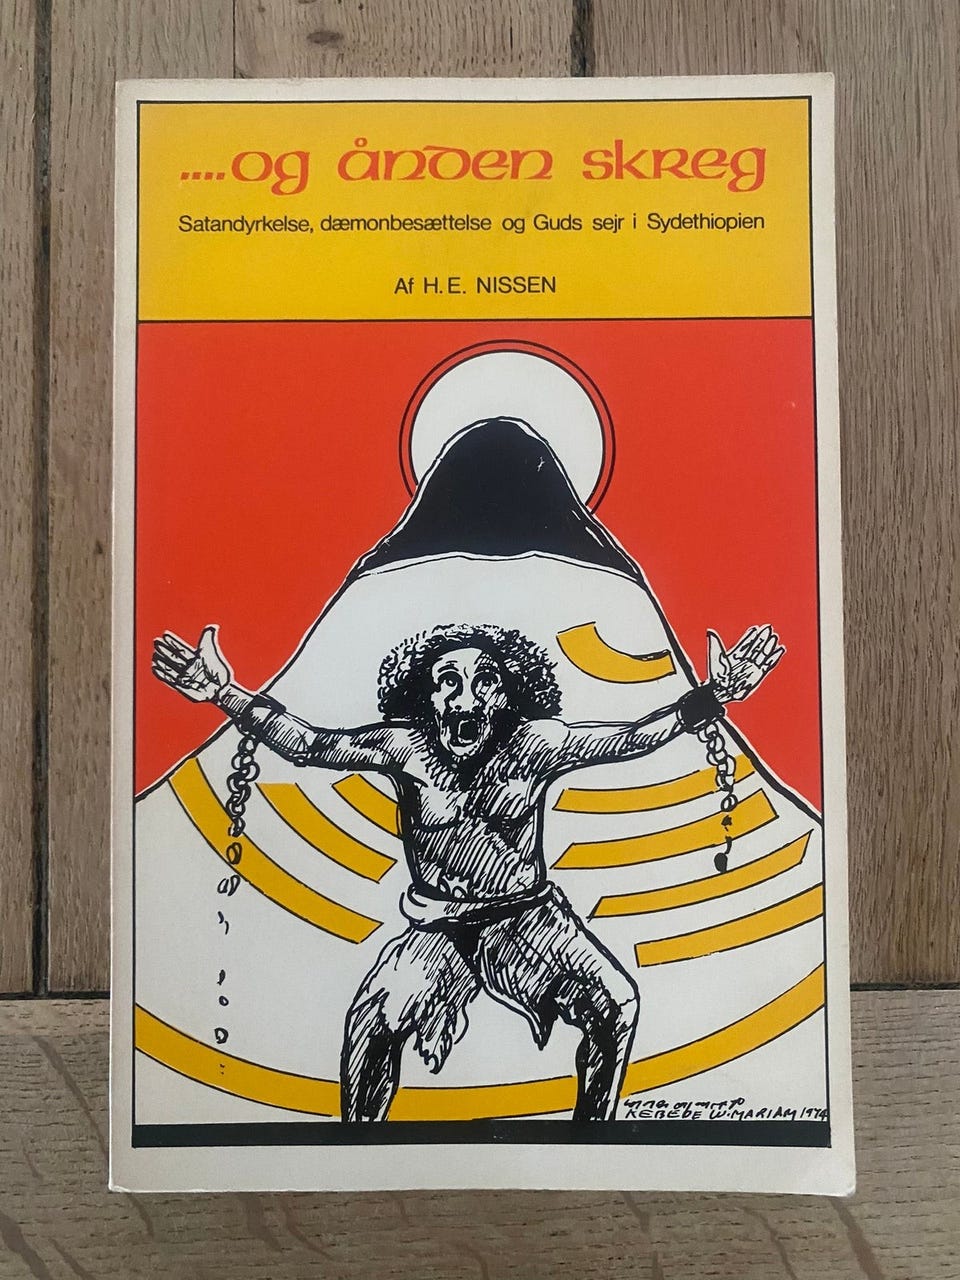 ....og ånden skreg
Satandyrkelse, dæmonbesættelse og Guds sejr i Sydethiopien
Af H. E. NISSEN
KEBEDE W. MARIAM 1974